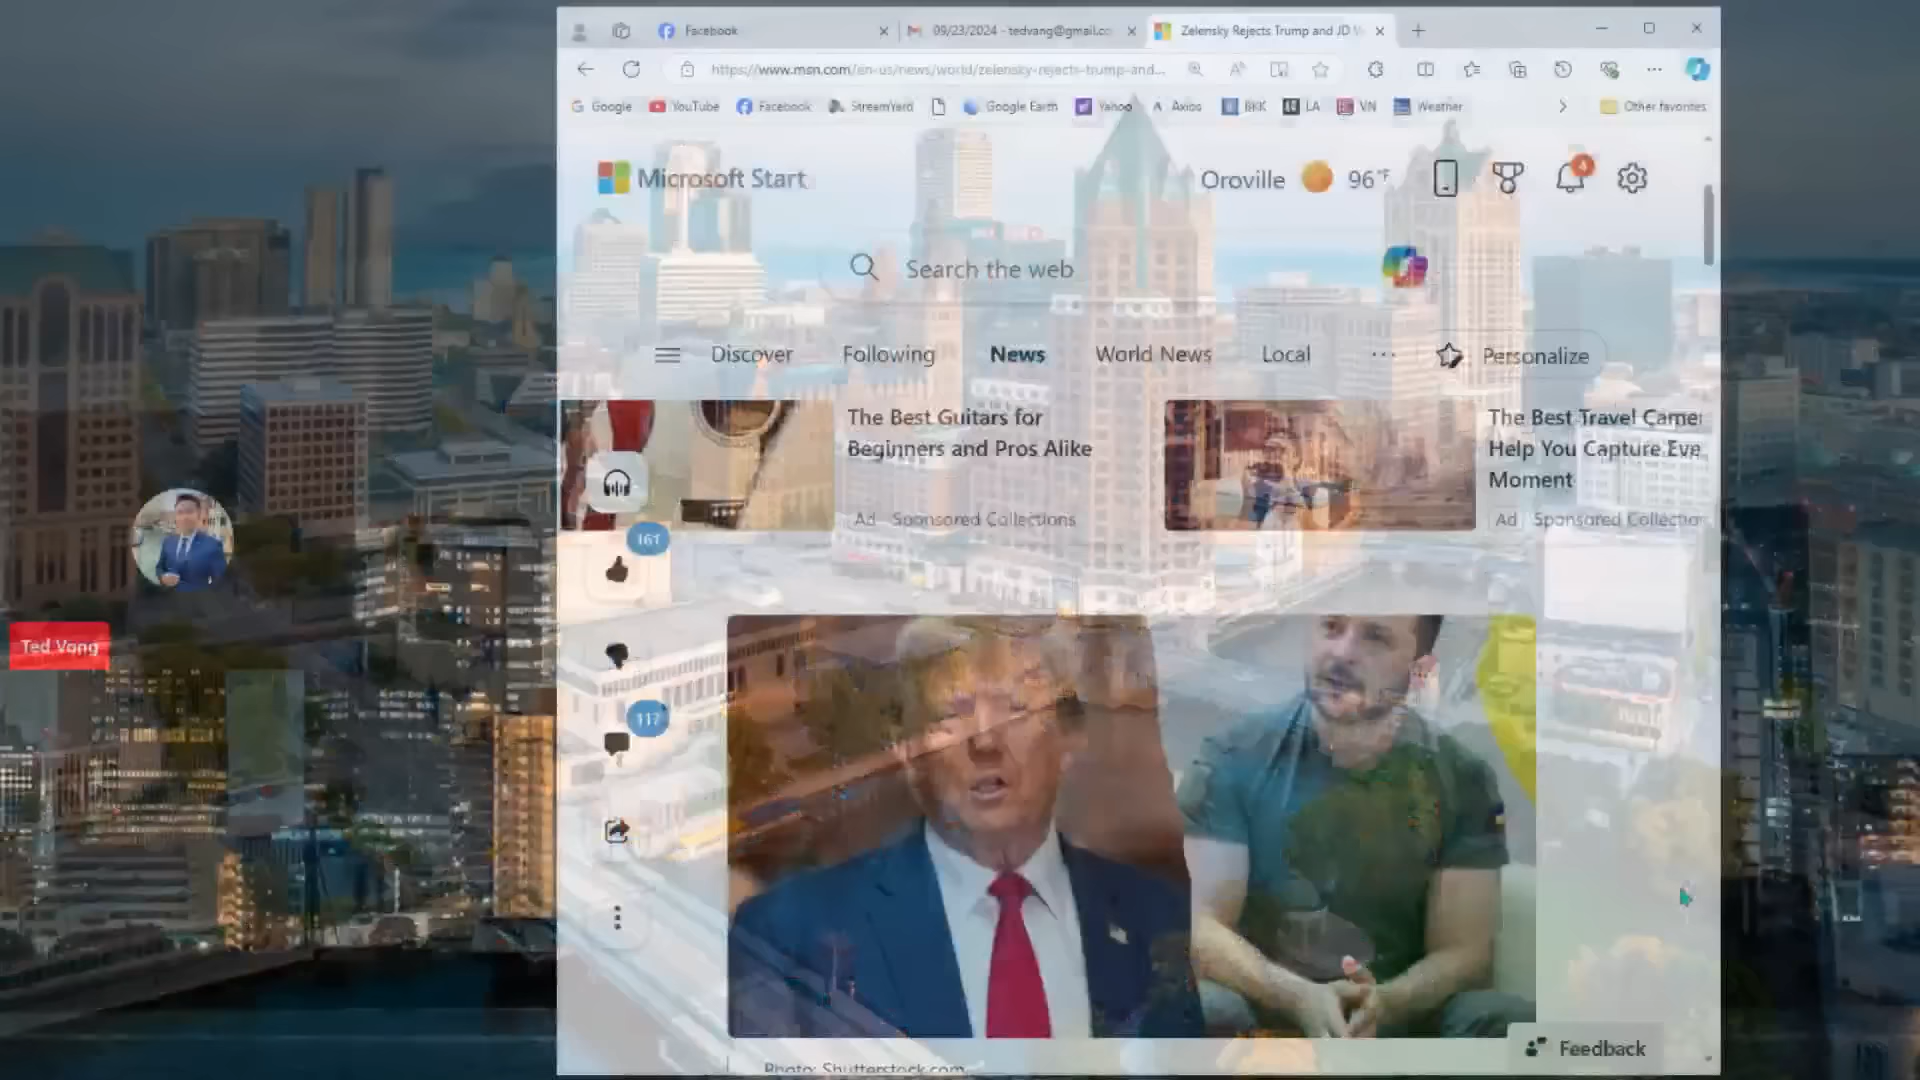 Facebook
09/23/2024 - tedvang@gmail.co
Zelensky Rejects Trump and JD V
https://www.msn.com/en-us/news/world/zelensky-rejects-trump-and...
Google
YouTube
Facebook
StreamYard
Google Earth
Yahoo
Axios
BKK
LA
VN
Weather
Other favorites
Microsoft Start
Oroville
96°F
4
Search the web
Discover
Following
News
World News
Local
...
Personalize
The Best Guitars for
Beginners and Pros Alike
Ad Sponsored Collections
The Best Travel Camer
Help You Capture Eve
Moment
Ad Sponsored Collection
161
117
Ted Vang
Photo: Shutterstock.com
Feedback